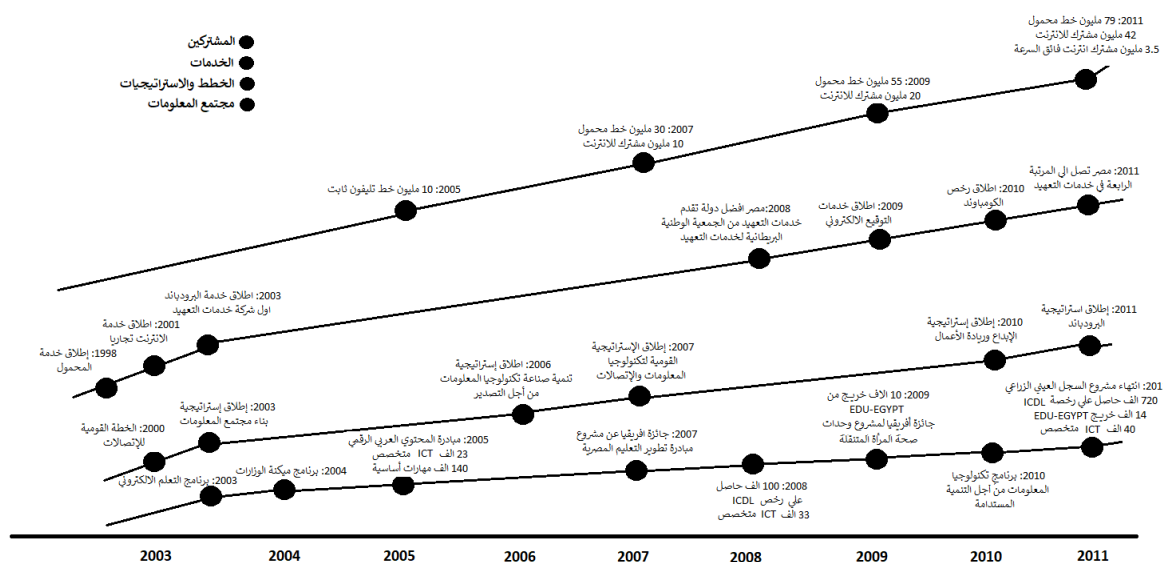 المشتركين
الخدمات
الخطط والاستراتيجيات
مجتمع المعلومات
2005: 10 مليون خط تليفون ثابت
2007: 30 مليون خط محمول
10 مليون مشترك للانترنت
2009: 55 مليون خط محمول
20 مليون مشترك للانترنت
2011: 79 مليون خط محمول
42 مليون مشترك للانترنت
3.5 مليون مشترك انترنت فائق السرعة
1998: إطلاق خدمة
المحمول
2001: اطلاق خدمة
الانترنت تجاريا
2003: اطلاق خدمة البرودباند
اول شركة خدمات التعهيد
2008:مصر افضل دولة تقدم
خدمات التعهيد من الجمعية الوطنية
البريطانية لخدمات التعهيد
2009: اطلاق خدمات
التوقيع الالكتروني
2010: اطلاق رخص
الكومباوند
2011: مصر تصل الي المرتبة
الرابعة في خدمات التعهيد
2000: الخطة القومية
للإتصالات
2003: إطلاق إستراتيجية
بناء مجتمع المعلومات
2006: اطلاق إستراتيجية
تنمية صناعة تكنولوجيا المعلومات
من أجل التصدير
2007: إطلاق الإستراتيجية
القومية لتكنولوجيا
المعلومات والإتصالات
2010: إطلاق إستراتيجية
الإبداع وريادة الأعمال
2011: إطلاق استراتيجية
البرودباند
2003: برنامج التعلم الالكتروني
2004: برنامج ميكنة الوزارات
2005: مبادرة المحتوي العربي الرقمي
23 الف ICT متخصص
140 الف مهارات أساسية
2007: جائزة افريقيا عن مشروع
مبادرة تطوير التعليم المصرية
2008: 100 الف حاصل
علي رخص ICDL
33 الف ICT متخصص
2009: 10 الاف خريج من
EDU-EGYPT
جائزة أفريقيا لمشروع وحدات
صحة المرأة المتنقلة
2010: برنامج تكنولوجيا
المعلومات من أجل التنمية
المستدامة
201: انتهاء مشروع السجل العيني الزراعي
720 الف حاصل علي رخصة ICDL
14 الف خريج EDU-EGYPT
40 الف ICT متخصص
2003 2004 2005 2006 2007 2008 2009 2010 2011